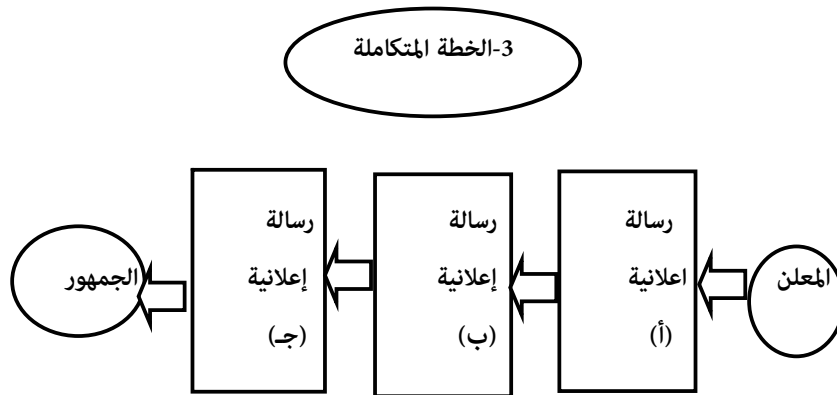 3-الخطة المتكاملة
المعلن
رسالة
اعلانية
(أ)
رسالة
إعلانية
(ب)
رسالة
إعلانية
(جـ)
الجمهور